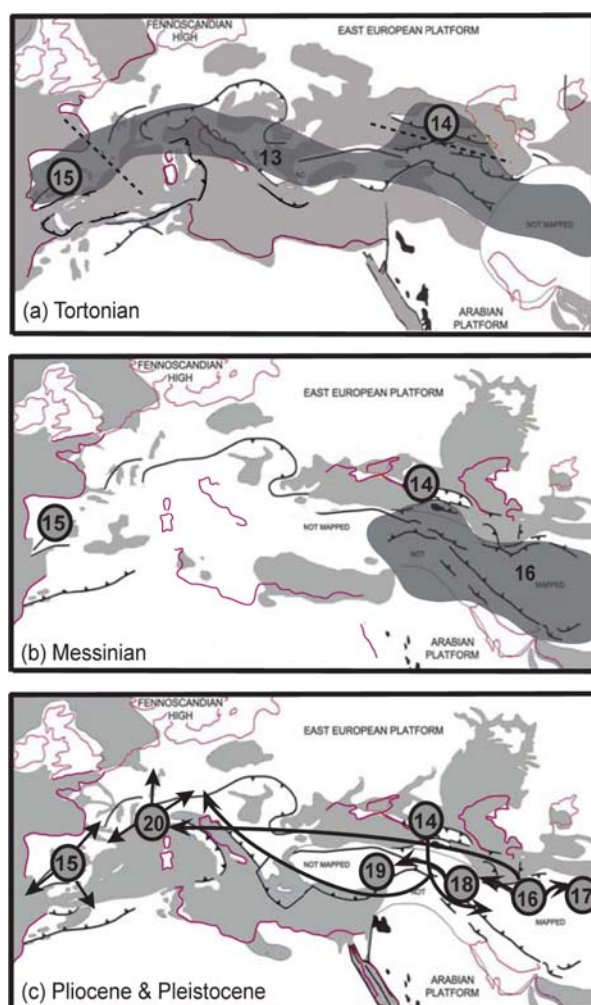 FENNOSCANDIAN
HIGH
EAST EUROPEAN PLATFORM
14
13
15
AC
NOT MAPPED
ARABIAN
PLATFORM
(a) Tortonian
FENNOSCANDIAN
HIGH
EAST EUROPEAN PLATFORM
14
15
NOT MAPPED
NOT
16
MAPPED
ARABIAN
PLATFORM
(b) Messinian
FENNOSCANDIAN
HIGH
EAST EUROPEAN PLATFORM
20
14
15
NOT MAPPED
19
NOT
18
16
17
MAPPED
ARABIAN
PLATFORM
(c) Pliocene & Pleistocene